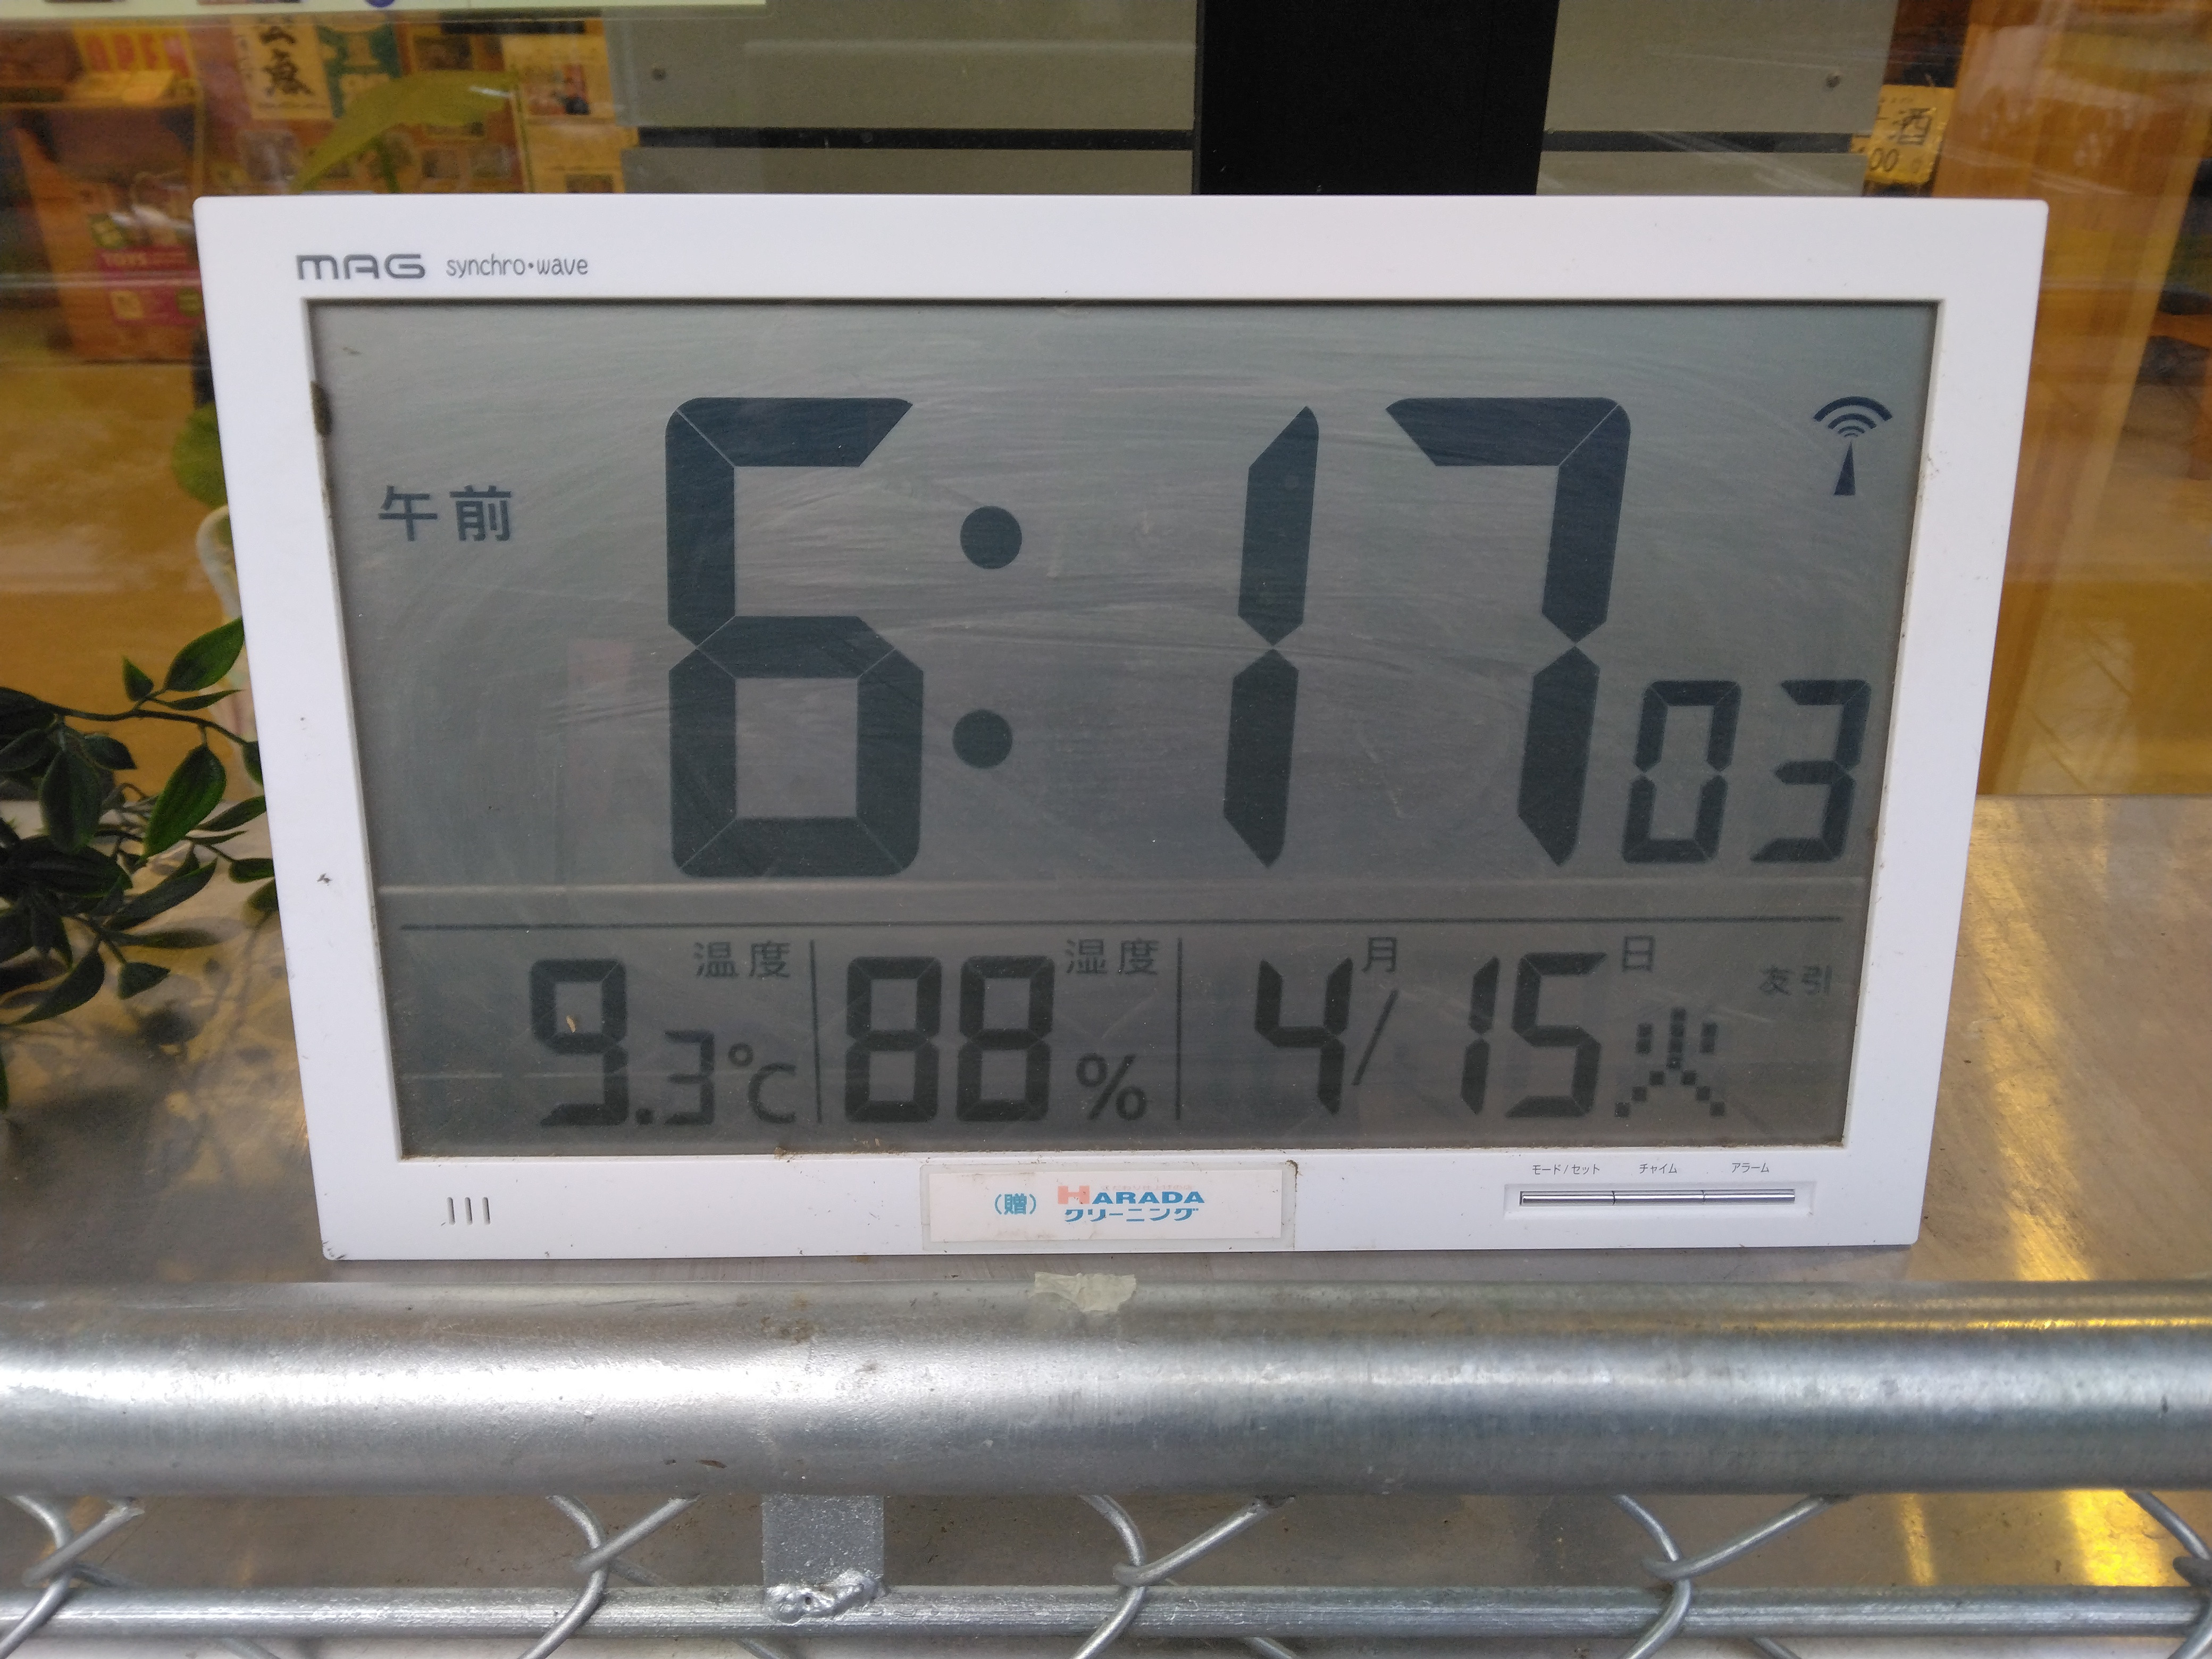 OPEN
酒
MAG synchro•wave
午前 6:17 03
温度 湿度 月 日 友引
9.3℃ 88% 4/15 火
モード/セット チャイム アラーム
(贈) HARADA
クリーニング